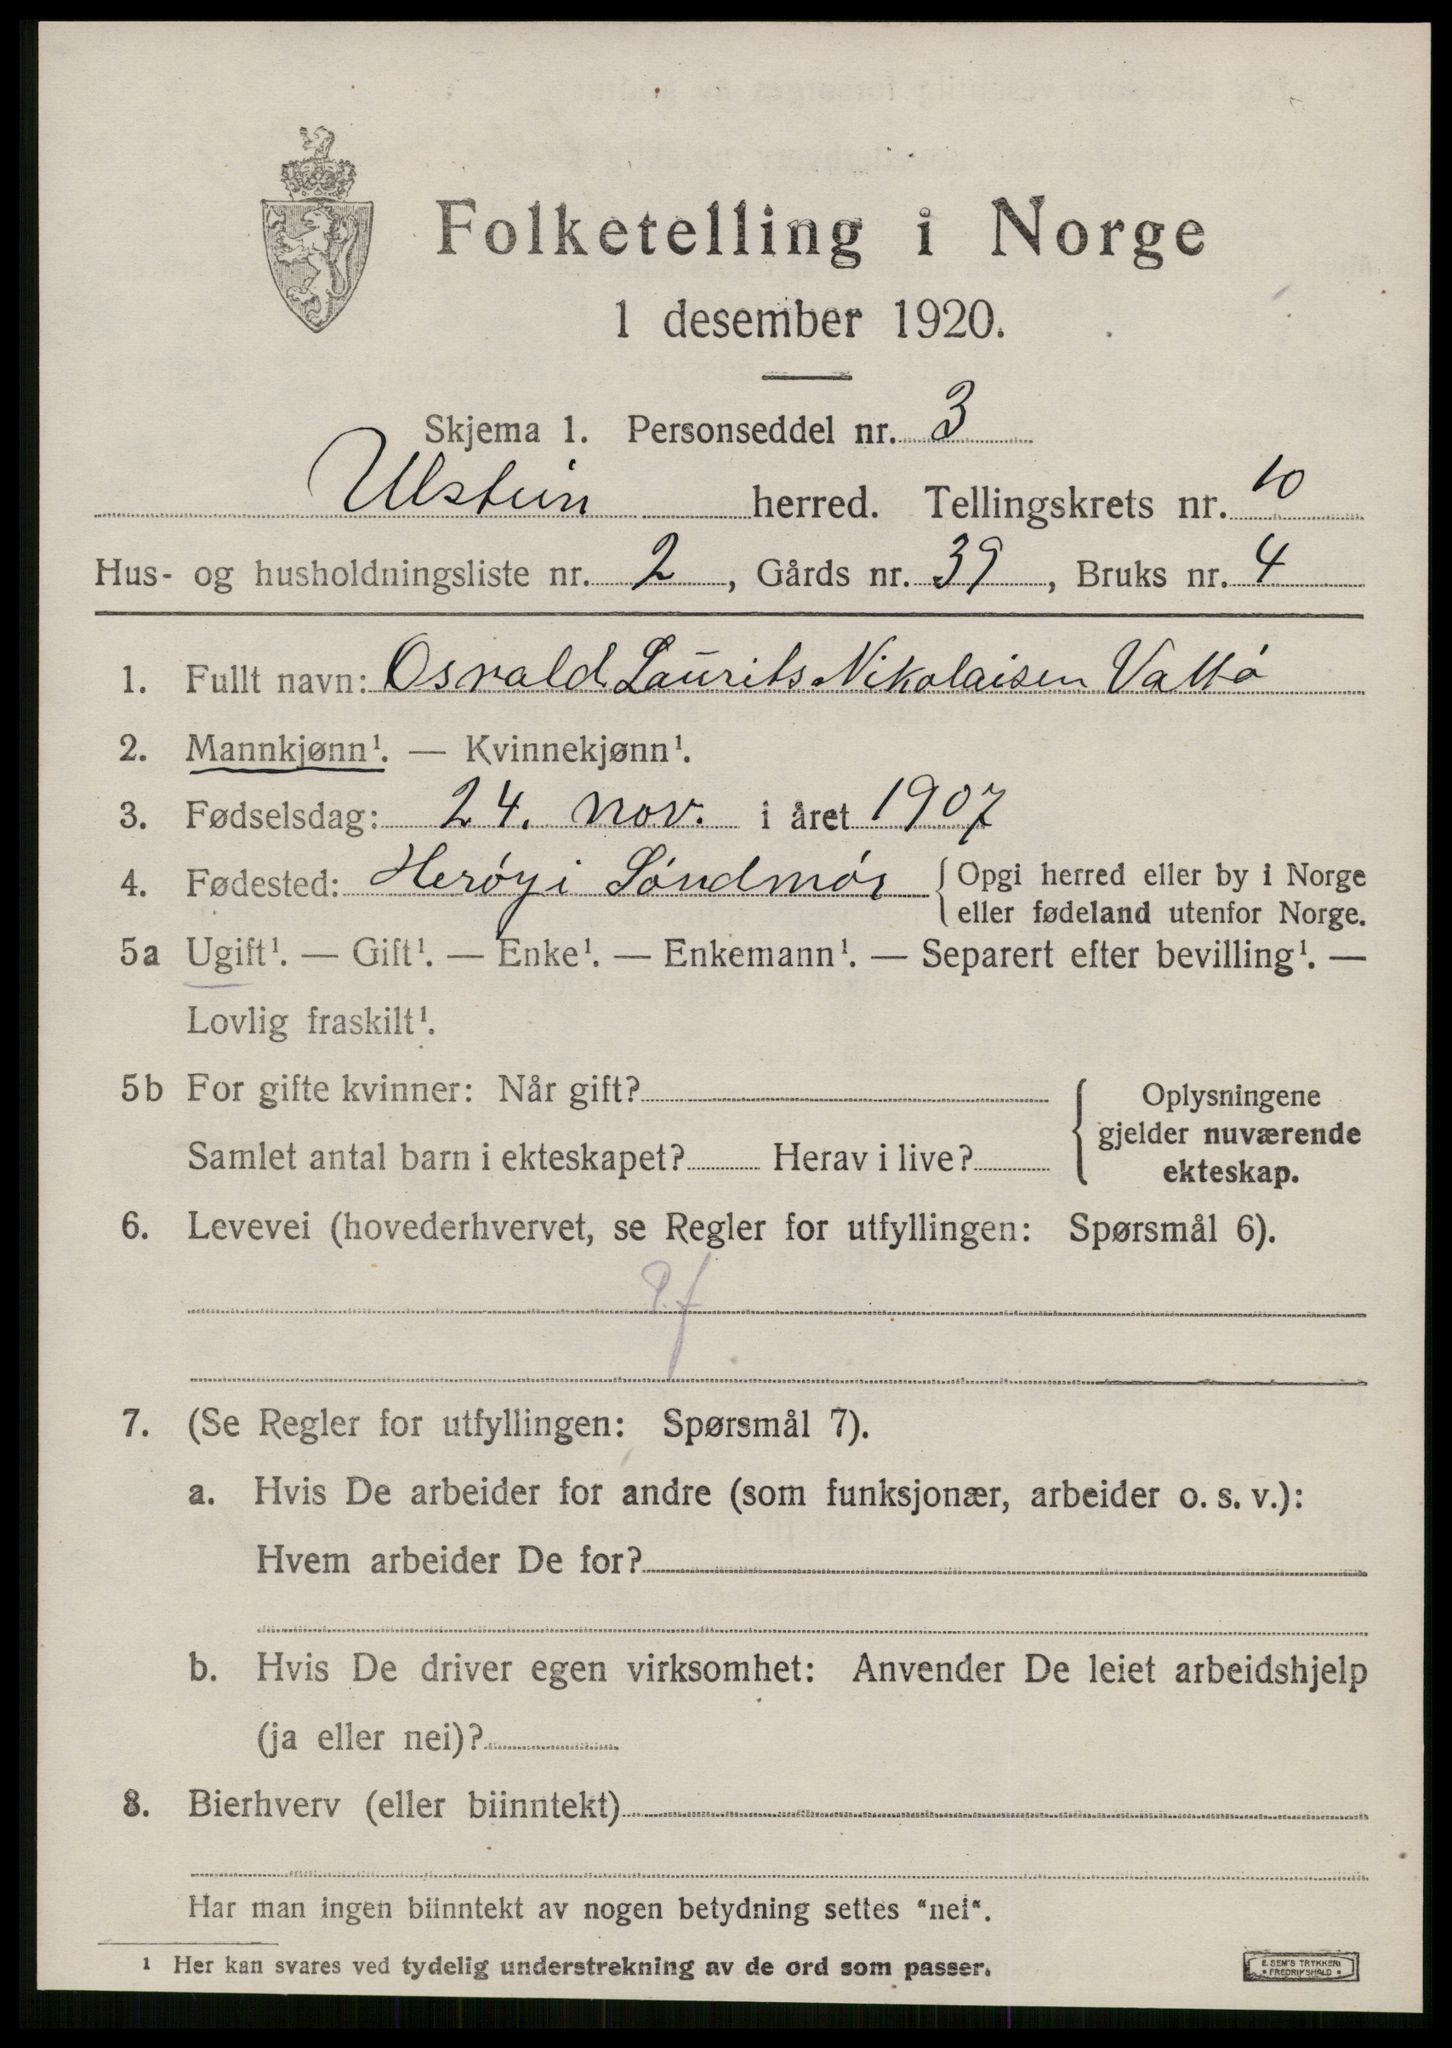 Folketelling i Norge
1 desember 1920.
Skjema 1. Personseddel nr. 3
Ulstein herred. Tellingskrets nr. 10
Hus- og husholdningsliste nr. 2, Gårds nr. 39, Bruks nr. 4
1. Fullt navn: Osvald Laurits Nikolaisen Vattö
2. Mannkjønn¹. — Kvinnekjønn¹.
3. Fødselsdag: 24. nov. i året 1907
4. Fødested: Heröy i Söndmör { Opgi herred eller by i Norge
eller fødeland utenfor Norge.
5a Ugift¹. — Gift¹. — Enke¹. — Enkemann¹. — Separert efter bevilling¹. —
Lovlig fraskilt¹.
5b For gifte kvinner: Når gift?
Samlet antal barn i ekteskapet? Herav i live?
{ Oplysningene
gjelder nuværende
ekteskap.
6. Levevei (hovederhvervet, se Regler for utfyllingen: Spørsmål 6).
7. (Se Regler for utfyllingen: Spørsmål 7).
a. Hvis De arbeider for andre (som funksjonær, arbeider o. s. v.):
Hvem arbeider De for?
b. Hvis De driver egen virksomhet: Anvender De leiet arbeidshjelp
(ja eller nei)?
8. Bierhverv (eller biinntekt)
Har man ingen biinntekt av nogen betydning settes "nei".
¹ Her kan svares ved tydelig understrekning av de ord som passer.
E. SEM'S TRYKKERI
FREDRIKSHALD